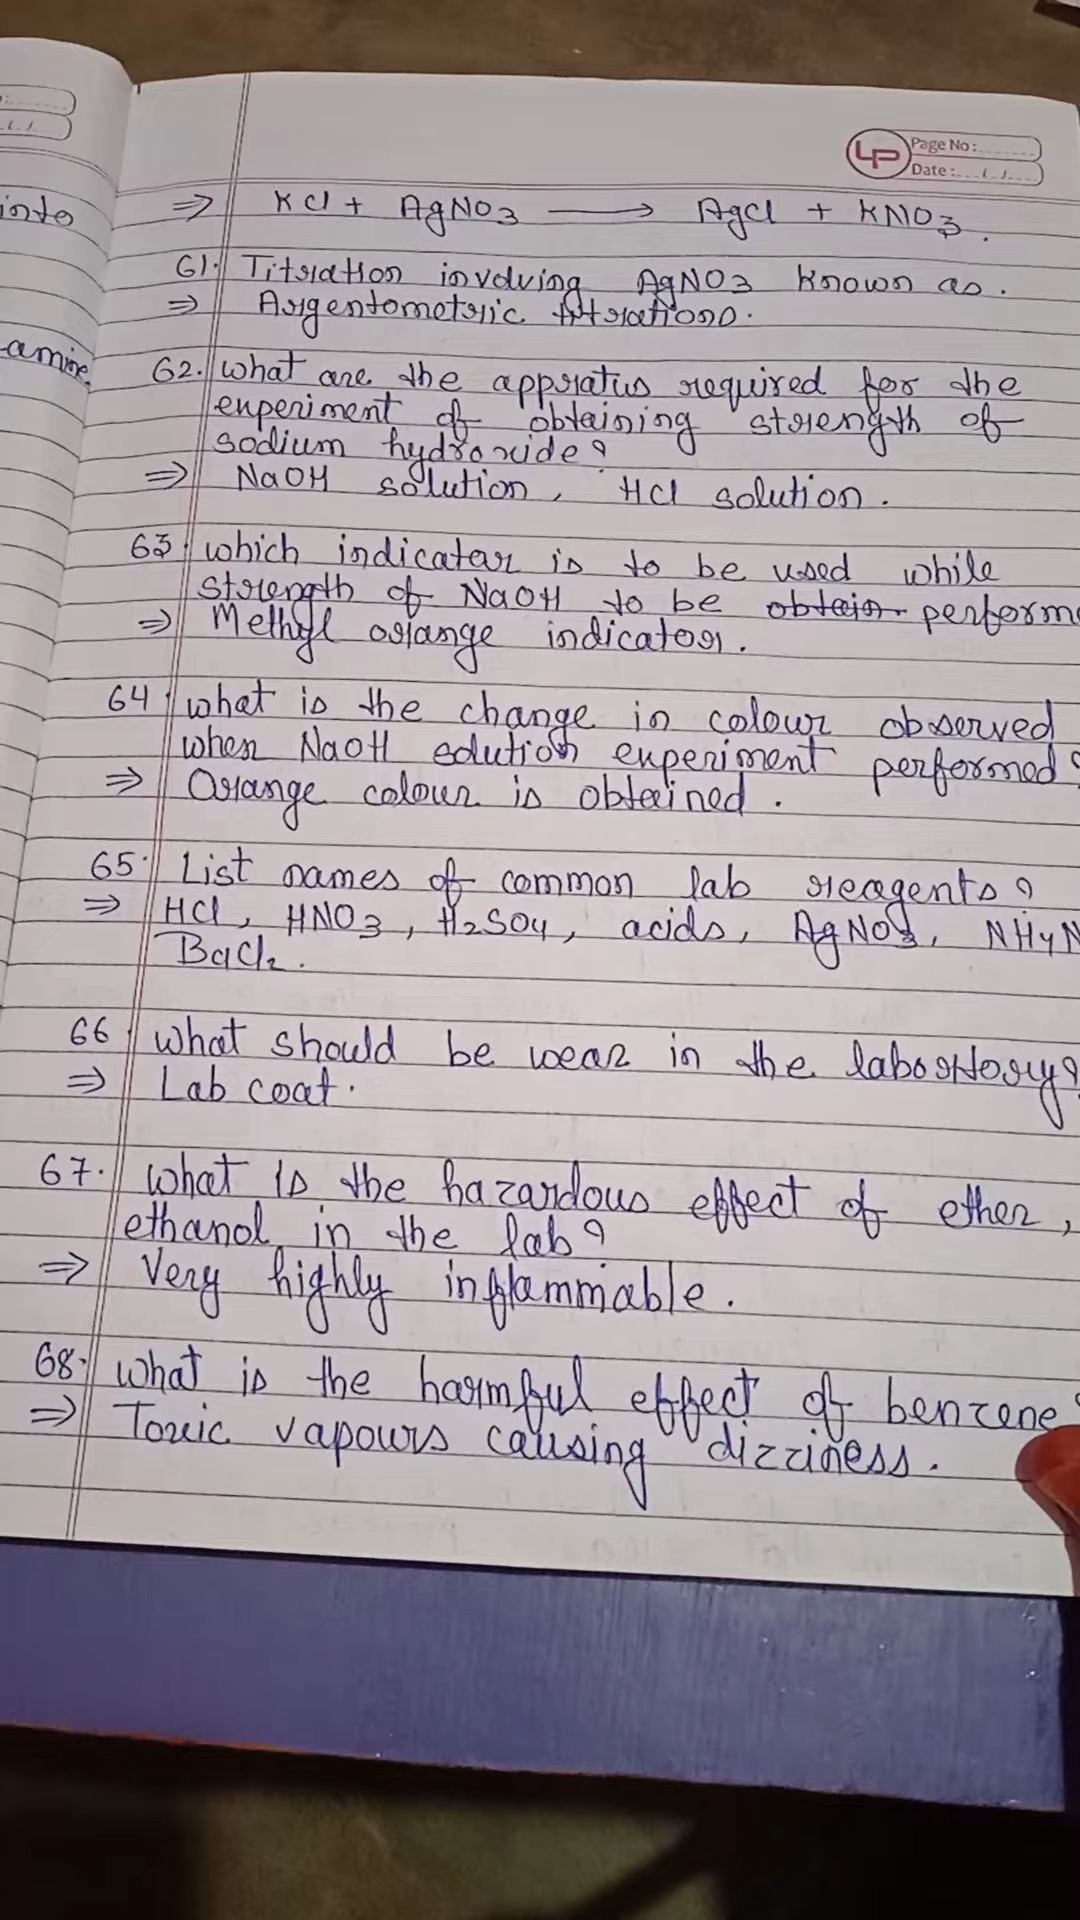 LP Page No:
Date:
into
⇒ KCl + AgNO3 ⟶ AgCl + KNO3.
61. Titration involving AgNO3 known as.
⇒ Argentometric titrations.
amine.
62. what are the appratus required for the
experiment of obtaining strength of
sodium hydroxide?
⇒ NaOH solution, HCl solution.
63. which indicatar is to be used while
strength of NaOH to be obtain perform
⇒ Methyl orange indicator.
64. what is the change in colour observed
when NaOH solution experiment performed?
⇒ Orange colour is obtained.
65. List names of common lab reagents?
⇒ HCl, HNO3, H2SO4, acids, AgNO3, NH4N
BaCl2.
66. what should be wear in the laboratory?
⇒ Lab coat.
67. what is the hazardous effect of ether,
ethanol in the lab?
⇒ Very highly inflammable.
68. what is the harmful effect of benzene?
⇒ Toxic vapours causing dizziness.